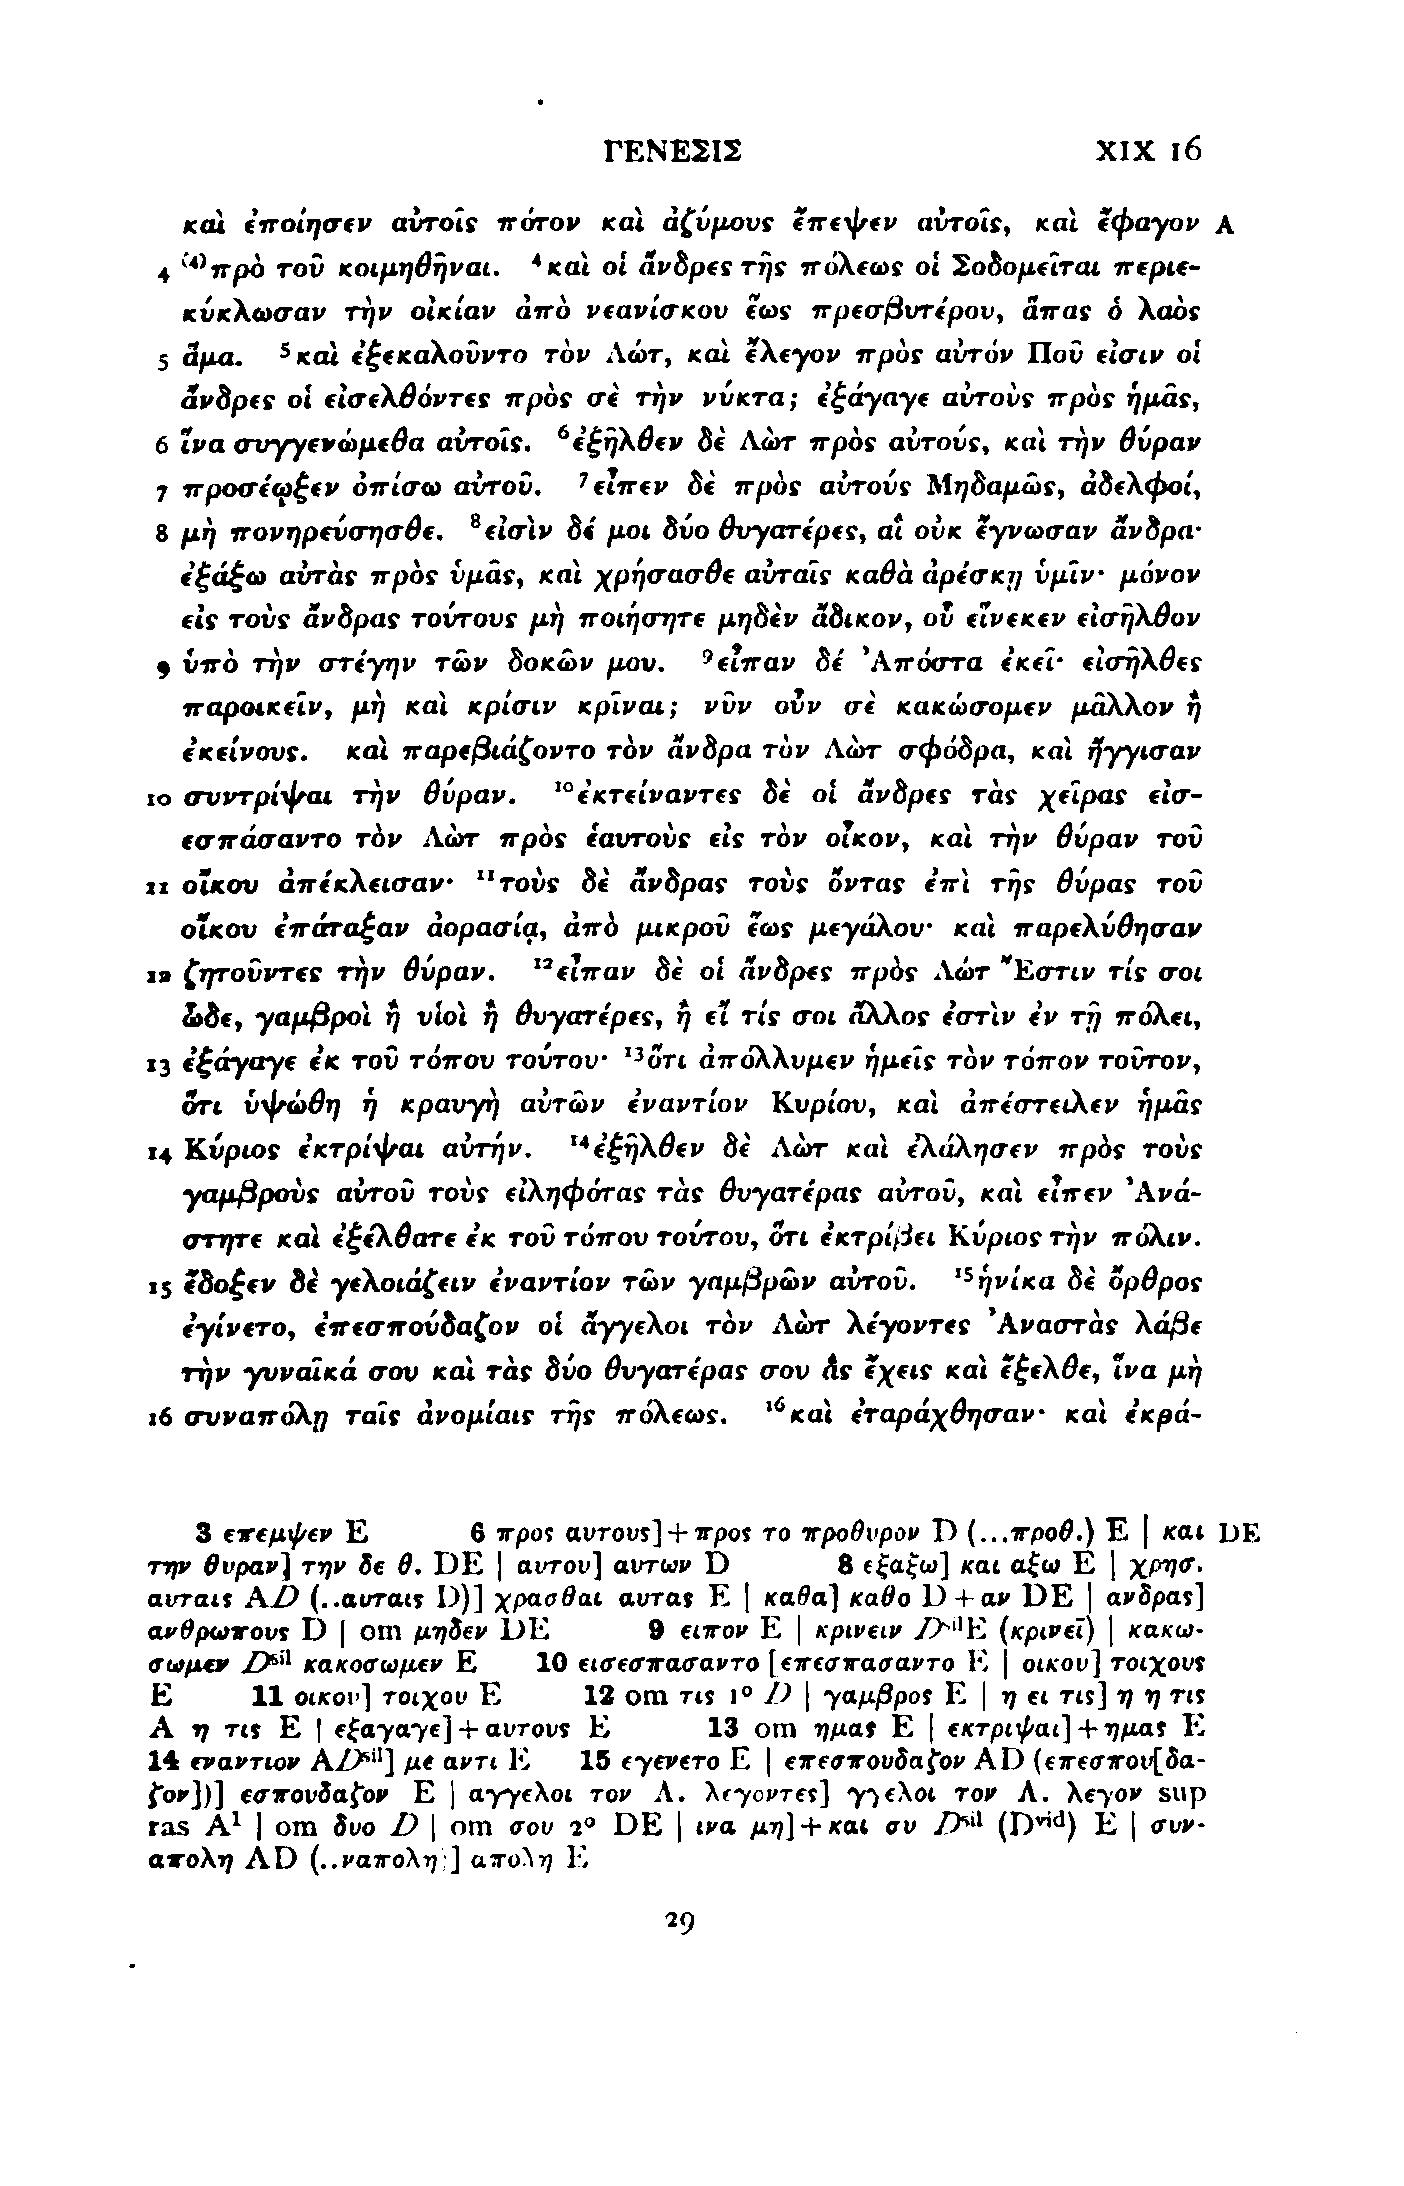 ΓΕΝΕΣΙΣ XIX 16
καὶ ἐποίησεν αὐτοῖς πότον καὶ ἀζύμους ἔπεψεν αὐτοῖς, καὶ ἔφαγον A
4 ⁽⁴⁾πρὸ τοῦ κοιμηθῆναι. ⁴καὶ οἱ ἄνδρες τῆς πόλεως οἱ Σοδομεῖται περιε-
κύκλωσαν τὴν οἰκίαν ἀπὸ νεανίσκου ἕως πρεσβυτέρου, ἅπας ὁ λαὸς
5 ἅμα. ⁵καὶ ἐξεκαλοῦντο τὸν Λώτ, καὶ ἔλεγον πρὸς αὐτόν Ποῦ εἰσιν οἱ
ἄνδρες οἱ εἰσελθόντες πρὸς σὲ τὴν νύκτα; ἐξάγαγε αὐτοὺς πρὸς ἡμᾶς,
6 ἵνα συγγενώμεθα αὐτοῖς. ⁶ἐξῆλθεν δὲ Λὼτ πρὸς αὐτούς, καὶ τὴν θύραν
7 προσέῳξεν ὀπίσω αὐτοῦ. ⁷εἶπεν δὲ πρὸς αὐτούς Μηδαμῶς, ἀδελφοί,
8 μὴ πονηρεύσησθε. ⁸εἰσὶν δέ μοι δύο θυγατέρες, αἳ οὐκ ἔγνωσαν ἄνδρα·
ἐξάξω αὐτὰς πρὸς ὑμᾶς, καὶ χρήσασθε αὐταῖς καθὰ ἀρέσκῃ ὑμῖν· μόνον
εἰς τοὺς ἄνδρας τούτους μὴ ποιήσητε μηδὲν ἄδικον, οὗ εἵνεκεν εἰσῆλθον
9 ὑπὸ τὴν στέγην τῶν δοκῶν μου. ⁹εἶπαν δέ Ἀπόστα ἐκεῖ· εἰσῆλθες
παροικεῖν, μὴ καὶ κρίσιν κρῖναι; νῦν οὖν σὲ κακώσομεν μᾶλλον ἢ
ἐκείνους. καὶ παρεβιάζοντο τὸν ἄνδρα τὸν Λὼτ σφόδρα, καὶ ἤγγισαν
10 συντρίψαι τὴν θύραν. ¹⁰ἐκτείναντες δὲ οἱ ἄνδρες τὰς χεῖρας εἰσ-
εσπάσαντο τὸν Λὼτ πρὸς ἑαυτοὺς εἰς τὸν οἶκον, καὶ τὴν θύραν τοῦ
11 οἴκου ἀπέκλεισαν· ¹¹τοὺς δὲ ἄνδρας τοὺς ὄντας ἐπὶ τῆς θύρας τοῦ
οἴκου ἐπάταξαν ἀορασίᾳ, ἀπὸ μικροῦ ἕως μεγάλου· καὶ παρελύθησαν
12 ζητοῦντες τὴν θύραν. ¹²εἶπαν δὲ οἱ ἄνδρες πρὸς Λώτ Ἔστιν τίς σοι
ὧδε, γαμβροὶ ἢ υἱοὶ ἢ θυγατέρες, ἢ εἴ τίς σοι ἄλλος ἐστὶν ἐν τῇ πόλει,
13 ἐξάγαγε ἐκ τοῦ τόπου τούτου· ¹³ὅτι ἀπόλλυμεν ἡμεῖς τὸν τόπον τοῦτον,
ὅτι ὑψώθη ἡ κραυγὴ αὐτῶν ἐναντίον Κυρίου, καὶ ἀπέστειλεν ἡμᾶς
14 Κύριος ἐκτρίψαι αὐτήν. ¹⁴ἐξῆλθεν δὲ Λὼτ καὶ ἐλάλησεν πρὸς τοὺς
γαμβροὺς αὐτοῦ τοὺς εἰληφότας τὰς θυγατέρας αὐτοῦ, καὶ εἶπεν Ἀνά-
στητε καὶ ἐξέλθατε ἐκ τοῦ τόπου τούτου, ὅτι ἐκτρίβει Κύριος τὴν πόλιν.
15 ἔδοξεν δὲ γελοιάζειν ἐναντίον τῶν γαμβρῶν αὐτοῦ. ¹⁵ἡνίκα δὲ ὄρθρος
ἐγίνετο, ἐπεσπούδαζον οἱ ἄγγελοι τὸν Λὼτ λέγοντες Ἀναστὰς λάβε
τὴν γυναῖκά σου καὶ τὰς δύο θυγατέρας σου ἃς ἔχεις καὶ ἔξελθε, ἵνα μὴ
16 συναπόλῃ ταῖς ἀνομίαις τῆς πόλεως. ¹⁶καὶ ἐταράχθησαν· καὶ ἐκρά-
3 επεμψεν E 6 προς αυτους]+προς το προθυρον D (...προθ.) E | και DE
την θυραν] την δε θ. DE | αυτου] αυτων D 8 εξαξω] και αξω E | χρησ.
αυταις AD (..αυταις D)] χρασθαι αυτας E | καθα] καθο D + αν DE | ανδρας]
ανθρωπους D | om μηδεν DE 9 ειπον E | κρινειν DˢⁱˡE (κρινεῑ) | κακω-
σωμεν Dˢⁱˡ κακοσωμεν E 10 εισεσπασαντο [επεσπασαντο E | οικου] τοιχους
E 11 οικου] τοιχου E 12 om τις 1° D | γαμβρος E | η ει τις] η η τις
A η τις E | εξαγαγε]+αυτους E 13 om ημας E | εκτριψαι]+ημας E
14 εναντιον ADˢⁱˡ] με αντι E 15 εγενετο E | επεσπουδαζον AD (επεσπου[δα-
ζον])] εσπουδαζον E | αγγελοι τον Λ. λεγοντες] γγελοι τον Λ. λεγον sup
ras A¹ | om δυο D | om σου 2° DE | ινα μη]+και συ Dˢⁱˡ (Dᵛⁱᵈ) E | συν-
απολη AD (..ναπολη)] απολη E
29